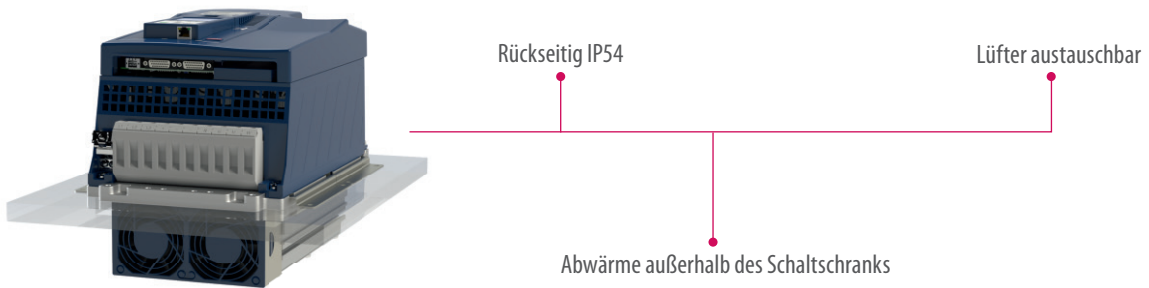 Rückseitig IP54
Lüfter austauschbar
Abwärme außerhalb des Schaltschranks